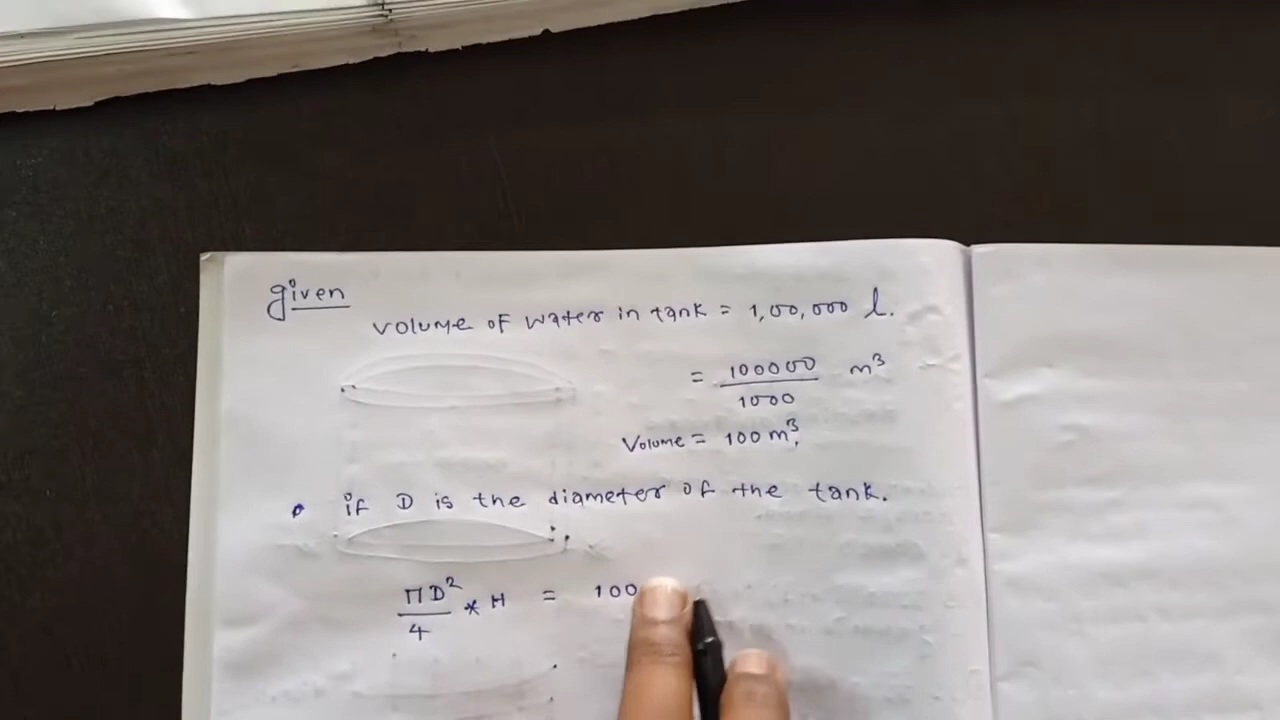 given
Volume of water in tank = 1,00,000 l.
= 100000/1000 m³
Volume = 100 m³.
• if D is the diameter of the tank.
ΠD²/4 * H = 100